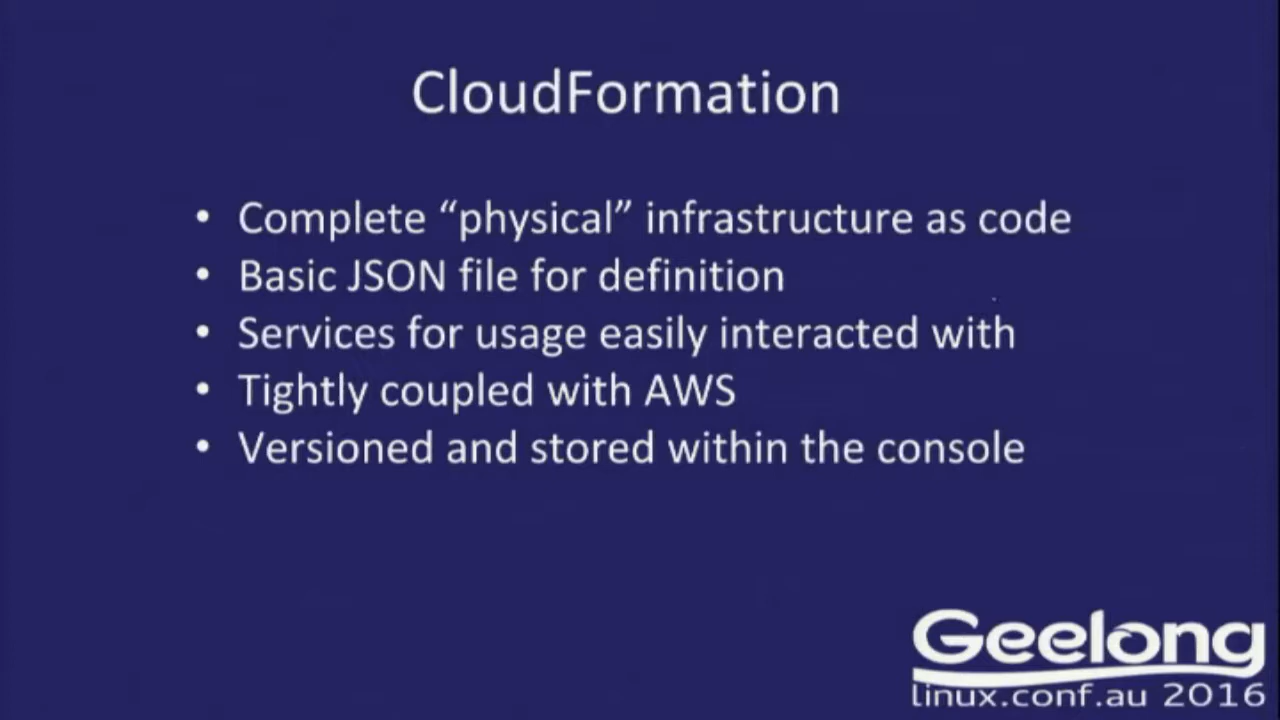 CloudFormation
• Complete “physical” infrastructure as code
• Basic JSON file for definition
• Services for usage easily interacted with
• Tightly coupled with AWS
• Versioned and stored within the console
Geelong
linux.conf.au 2016